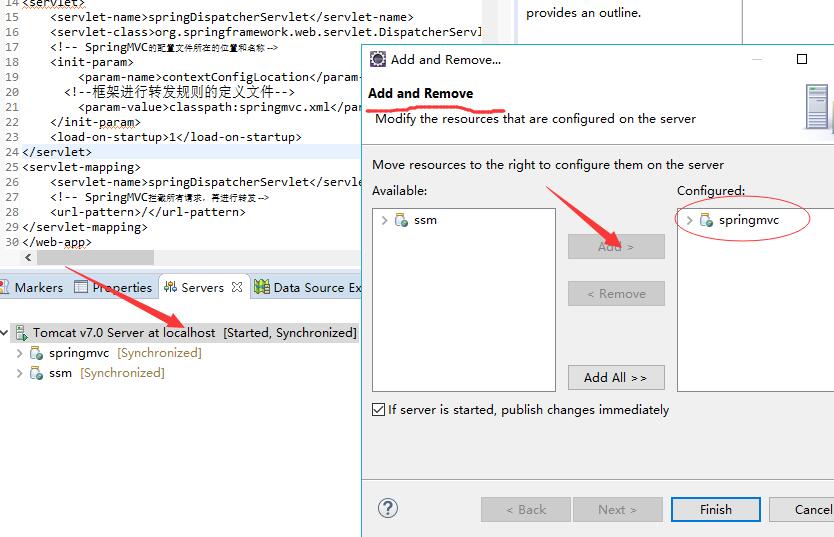 14 <servlet>
15 <servlet-name>springDispatcherServlet</servlet-name>
16 <servlet-class>org.springframework.web.servlet.DispatcherServl
17 <!-- SpringMVC的配置文件所在的位置和名称-->
18 <init-param>
19 <param-name>contextConfigLocation</param-
20 <!--框架进行转发规则的定义文件-->
21 <param-value>classpath:springmvc.xml</par
22 </init-param>
23 <load-on-startup>1</load-on-startup>
24 </servlet>
25 <servlet-mapping>
26 <servlet-name>springDispatcherServlet</servle
27 <!-- SpringMVC拦截所有请求，再进行转发-->
28 <url-pattern>/</url-pattern>
29 </servlet-mapping>
30 </web-app>
provides an outline.
Markers
Properties
Servers
Data Source Ex
Tomcat v7.0 Server at localhost [Started, Synchronized]
springmvc [Synchronized]
ssm [Synchronized]
Add and Remove...
Add and Remove
Modify the resources that are configured on the server
Move resources to the right to configure them on the server
Available:
Configured:
ssm
springmvc
Add >
< Remove
Add All >>
If server is started, publish changes immediately
?
< Back
Next >
Finish
Cancel